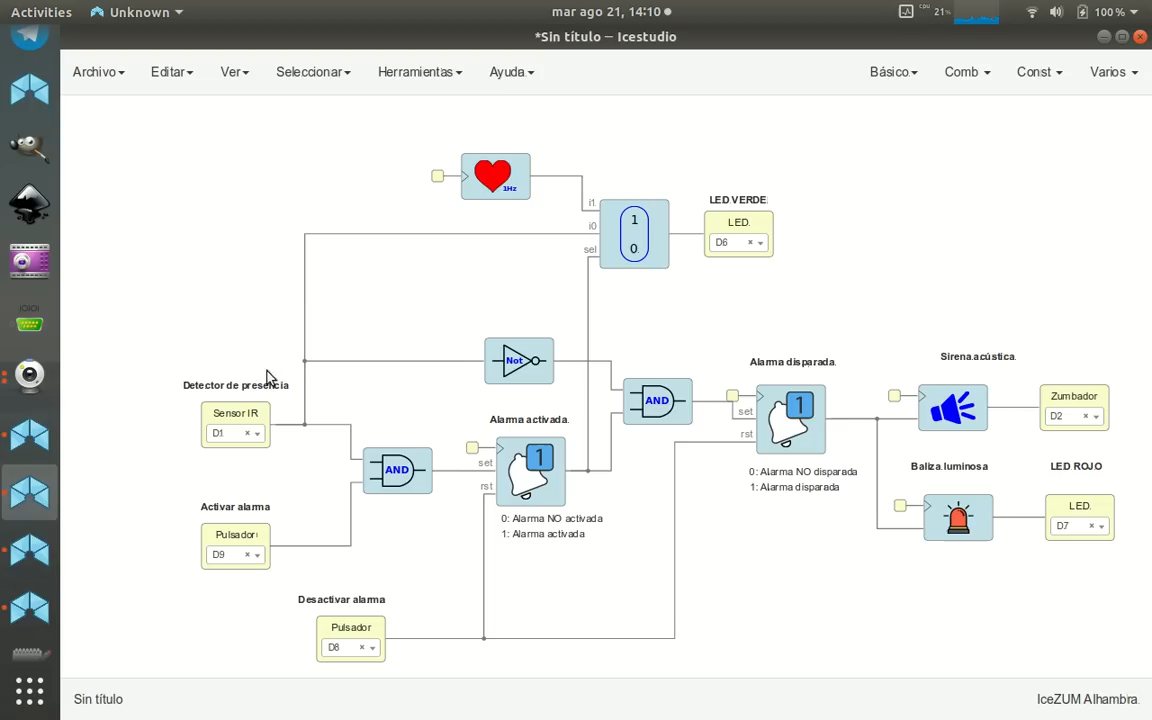 Activities
Unknown
mar ago 21, 14:10
cpu
21%
100 %
*Sin título – Icestudio
Archivo
Editar
Ver
Seleccionar
Herramientas
Ayuda
Básico
Comb
Const
Varios
1Hz
i1
i0
sel
1
0
LED VERDE
LED
D6
Not
Detector de presencia
Sensor IR
D1
AND
Alarma activada
set
rst
1
0: Alarma NO activada
1: Alarma activada
AND
Alarma disparada
set
rst
1
0: Alarma NO disparada
1: Alarma disparada
Sirena acústica
Zumbador
D2
Baliza luminosa
LED ROJO
LED
D7
Activar alarma
Pulsador
D9
Desactivar alarma
Pulsador
D8
Sin título
IceZUM Alhambra